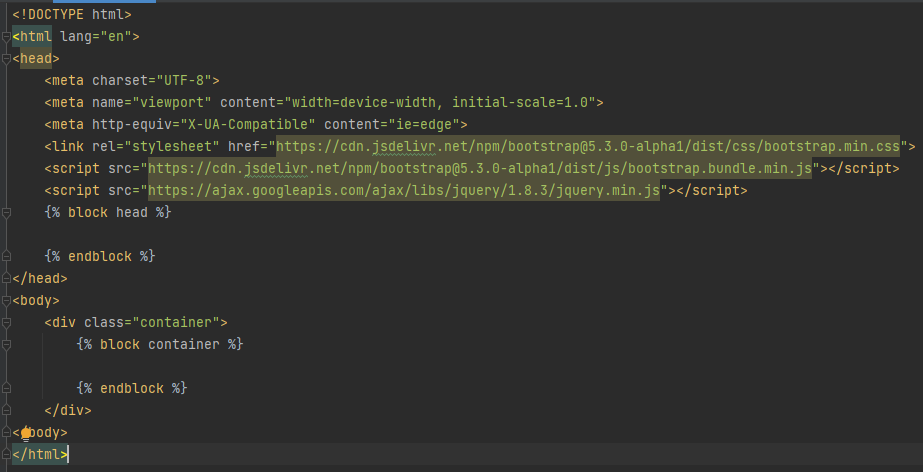 <!DOCTYPE html>
<html lang="en">
<head>
    <meta charset="UTF-8">
    <meta name="viewport" content="width=device-width, initial-scale=1.0">
    <meta http-equiv="X-UA-Compatible" content="ie=edge">
    <link rel="stylesheet" href="https://cdn.jsdelivr.net/npm/bootstrap@5.3.0-alpha1/dist/css/bootstrap.min.css">
    <script src="https://cdn.jsdelivr.net/npm/bootstrap@5.3.0-alpha1/dist/js/bootstrap.bundle.min.js"></script>
    <script src="https://ajax.googleapis.com/ajax/libs/jquery/1.8.3/jquery.min.js"></script>
    {% block head %}
    {% endblock %}
</head>
<body>
    <div class="container">
        {% block container %}
        {% endblock %}
    </div>
</body>
</html>